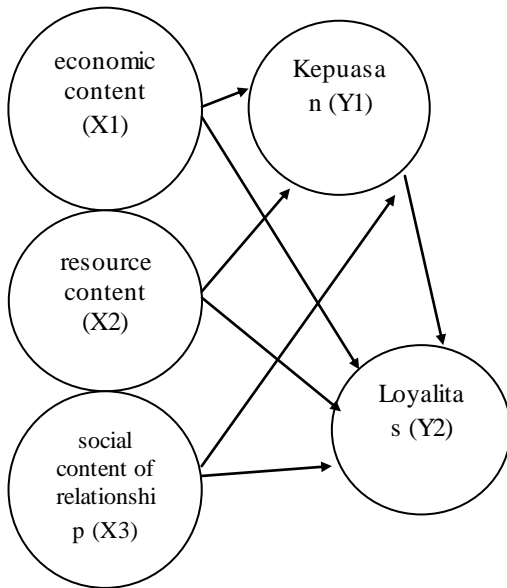 economic
content
(X1)
Kepuasa
n (Y1)
resource
content
(X2)
Loyalita
s (Y2)
social
content of
relationshi
p (X3)